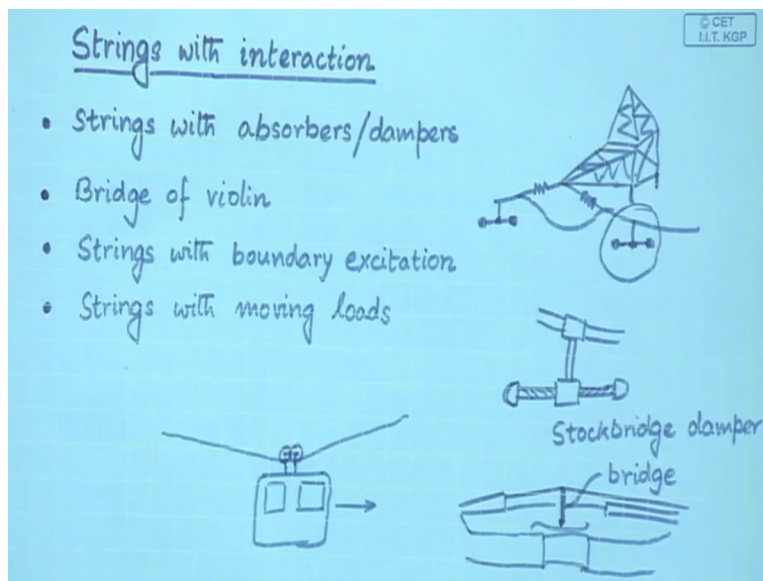 © CET
I.I.T. KGP
Strings with interaction
• Strings with absorbers/dampers
• Bridge of violin
• Strings with boundary excitation
• Strings with moving loads
Stockbridge damper
bridge